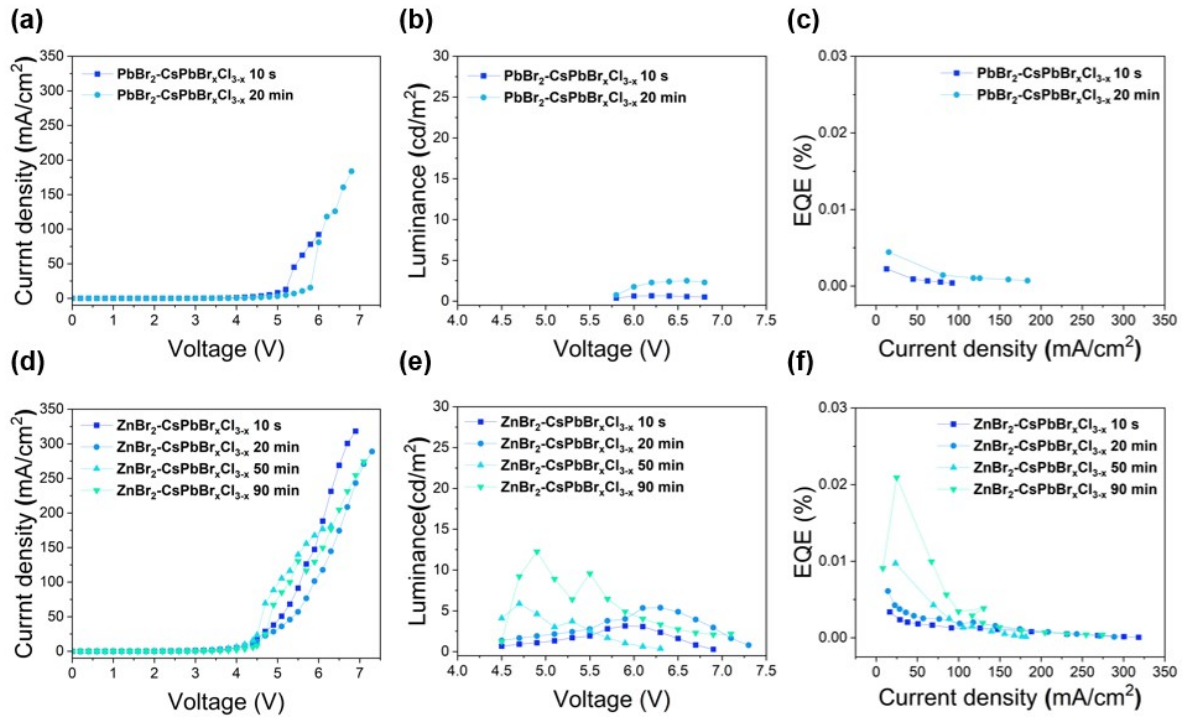 (a)
(b)
(c)
350
300
250
200
150
100
50
0
Currnt density (mA/cm²)
PbBr₂-CsPbBrₓCl₃₋ₓ 10 s
PbBr₂-CsPbBrₓCl₃₋ₓ 20 min
0 1 2 3 4 5 6 7
Voltage (V)
30
25
20
15
10
5
0
Luminance (cd/m²)
PbBr₂-CsPbBrₓCl₃₋ₓ 10 s
PbBr₂-CsPbBrₓCl₃₋ₓ 20 min
4.0 4.5 5.0 5.5 6.0 6.5 7.0 7.5
Voltage (V)
0.03
0.02
0.01
0.00
EQE (%)
PbBr₂-CsPbBrₓCl₃₋ₓ 10 s
PbBr₂-CsPbBrₓCl₃₋ₓ 20 min
0 50 100 150 200 250 300 350
Current density (mA/cm²)
(d)
(e)
(f)
350
300
250
200
150
100
50
0
Currnt density (mA/cm²)
ZnBr₂-CsPbBrₓCl₃₋ₓ 10 s
ZnBr₂-CsPbBrₓCl₃₋ₓ 20 min
ZnBr₂-CsPbBrₓCl₃₋ₓ 50 min
ZnBr₂-CsPbBrₓCl₃₋ₓ 90 min
0 1 2 3 4 5 6 7
Voltage (V)
30
25
20
15
10
5
0
Luminance(cd/m²)
ZnBr₂-CsPbBrₓCl₃₋ₓ 10 s
ZnBr₂-CsPbBrₓCl₃₋ₓ 20 min
ZnBr₂-CsPbBrₓCl₃₋ₓ 50 min
ZnBr₂-CsPbBrₓCl₃₋ₓ 90 min
4.0 4.5 5.0 5.5 6.0 6.5 7.0 7.5
Voltage (V)
0.03
0.02
0.01
0.00
EQE (%)
ZnBr₂-CsPbBrₓCl₃₋ₓ 10 s
ZnBr₂-CsPbBrₓCl₃₋ₓ 20 min
ZnBr₂-CsPbBrₓCl₃₋ₓ 50 min
ZnBr₂-CsPbBrₓCl₃₋ₓ 90 min
0 50 100 150 200 250 300 350
Current density (mA/cm²)